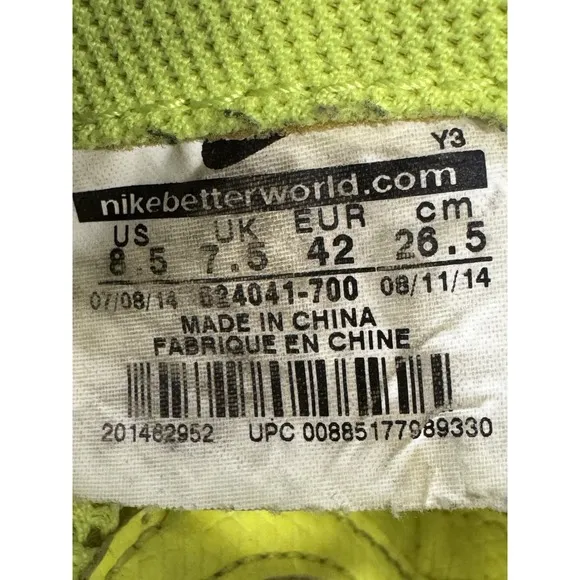 Y3
nikebetterworld.com
US UK EUR cm
8.5 7.5 42 26.5
07/08/14 624041-700 08/11/14
MADE IN CHINA
FABRIQUE EN CHINE
201462952 UPC 00885177989330